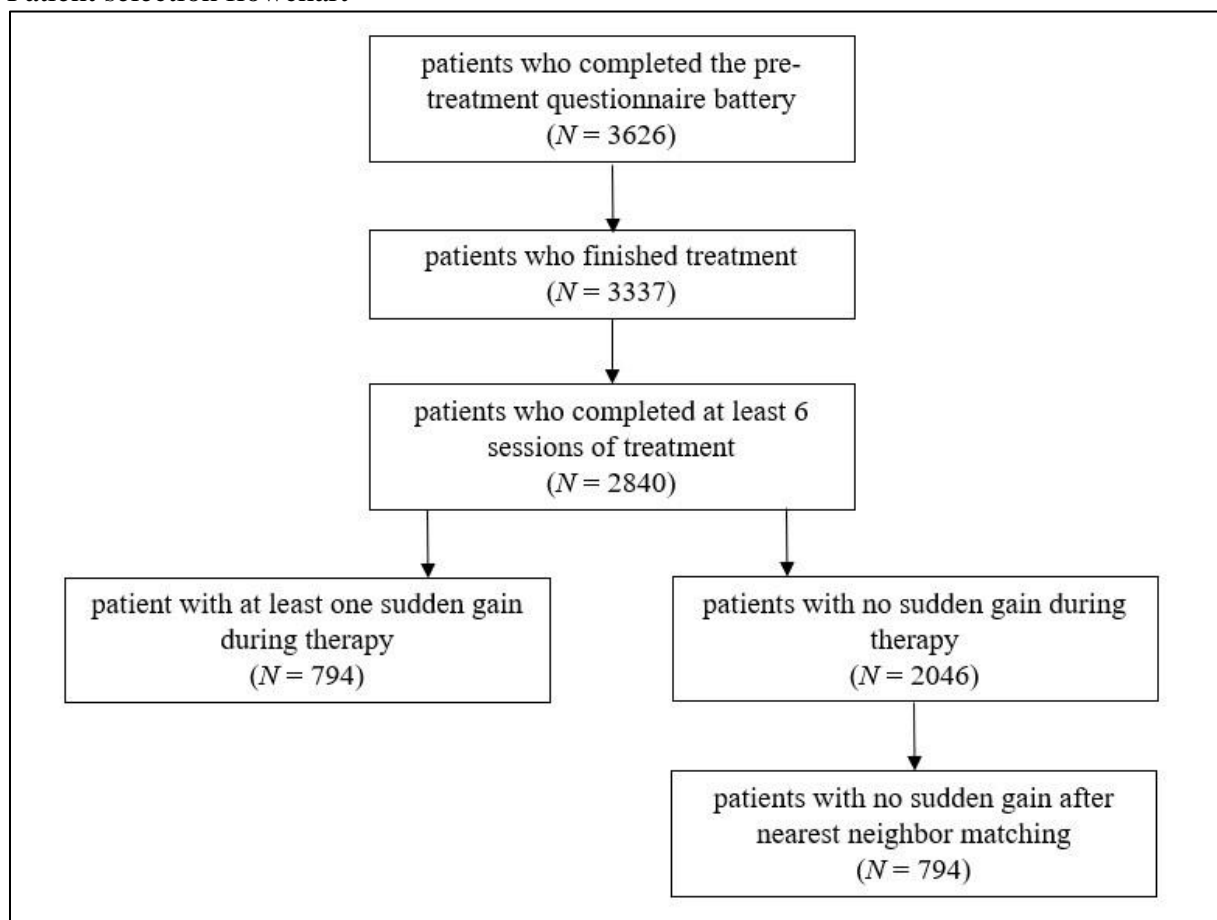 Patient selection flowchart
patients who completed the pre-
treatment questionnaire battery
(N = 3626)
patients who finished treatment
(N = 3337)
patients who completed at least 6
sessions of treatment
(N = 2840)
patient with at least one sudden gain
during therapy
(N = 794)
patients with no sudden gain during
therapy
(N = 2046)
patients with no sudden gain after
nearest neighbor matching
(N = 794)